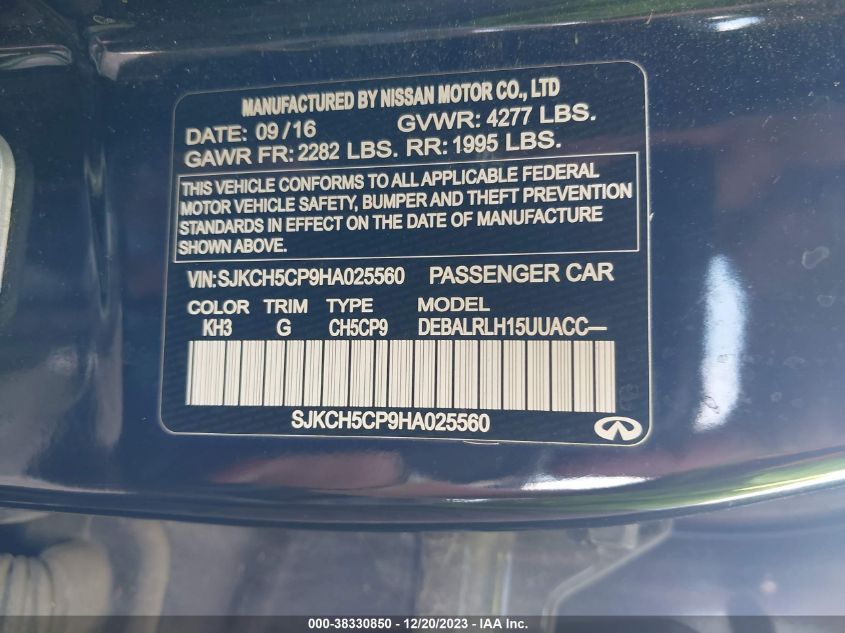 MANUFACTURED BY NISSAN MOTOR CO., LTD
DATE: 09/16 GVWR: 4277 LBS.
GAWR FR: 2282 LBS. RR: 1995 LBS.
THIS VEHICLE CONFORMS TO ALL APPLICABLE FEDERAL
MOTOR VEHICLE SAFETY, BUMPER AND THEFT PREVENTION
STANDARDS IN EFFECT ON THE DATE OF MANUFACTURE
SHOWN ABOVE.
VIN:SJKCH5CP9HA025560 PASSENGER CAR
COLOR TRIM TYPE MODEL
KH3 G CH5CP9 DEBALRLH15UUACC—
SJKCH5CP9HA025560
000-38330850 - 12/20/2023 - IAA Inc.